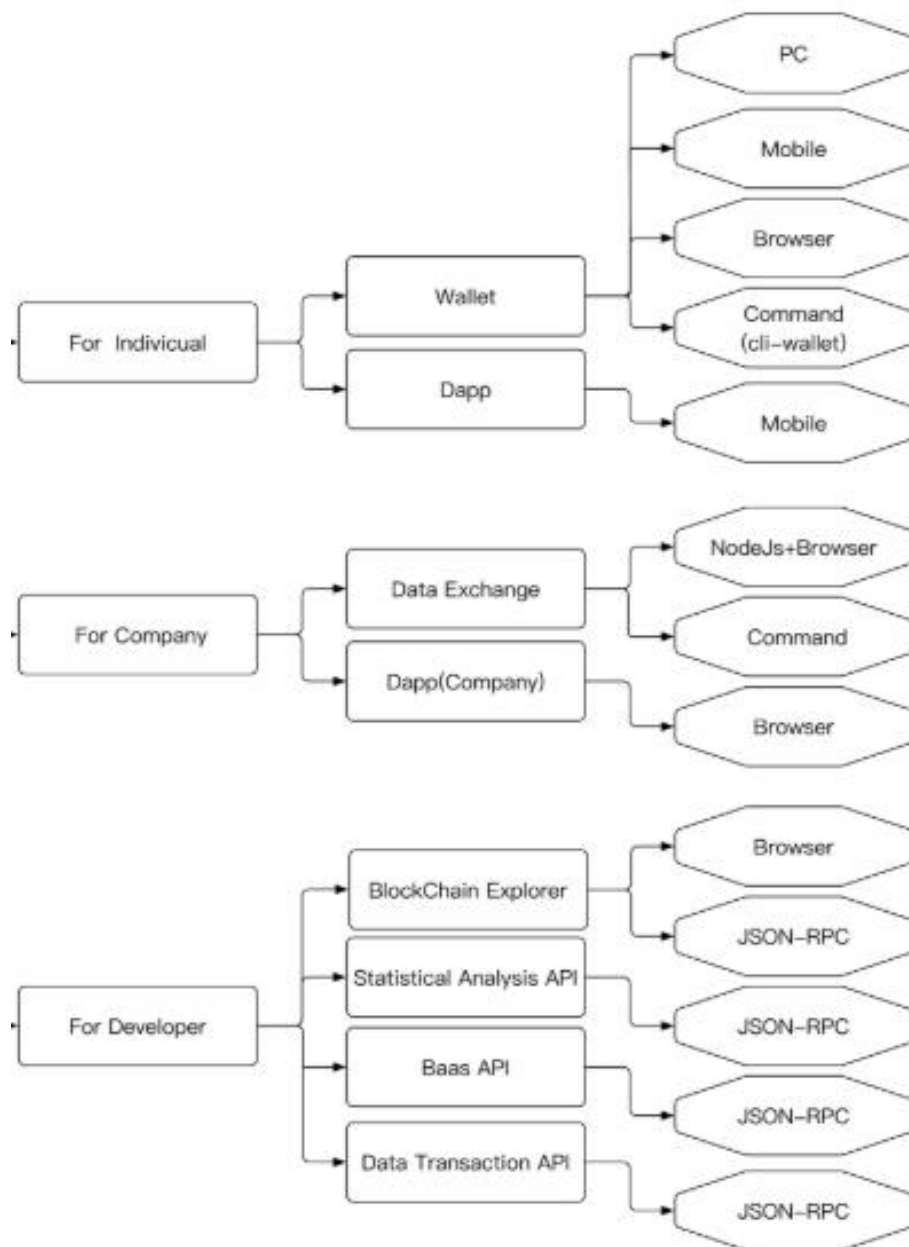 PC
Mobile
Browser
Wallet
Command
(cli-wallet)
For Indivicual
Dapp
Mobile
NodeJs+Browser
Data Exchange
For Company
Command
Dapp(Company)
Browser
Browser
BlockChain Explorer
JSON-RPC
Statistical Analysis API
For Developer
JSON-RPC
Baas API
JSON-RPC
Data Transaction API
JSON-RPC